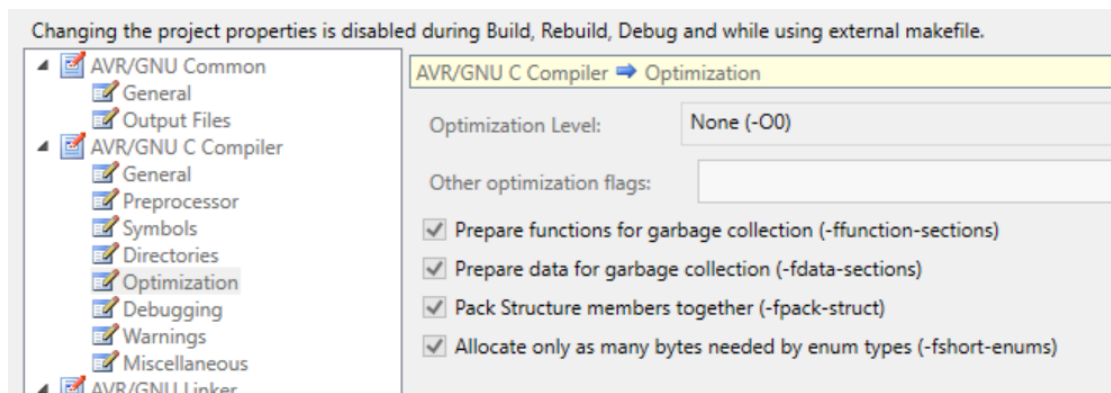 Changing the project properties is disabled during Build, Rebuild, Debug and while using external makefile.
AVR/GNU Common
General
Output Files
AVR/GNU C Compiler
General
Preprocessor
Symbols
Directories
Optimization
Debugging
Warnings
Miscellaneous
AVR/GNU Linker
AVR/GNU C Compiler ➡ Optimization
Optimization Level: None (-O0)
Other optimization flags:
Prepare functions for garbage collection (-ffunction-sections)
Prepare data for garbage collection (-fdata-sections)
Pack Structure members together (-fpack-struct)
Allocate only as many bytes needed by enum types (-fshort-enums)